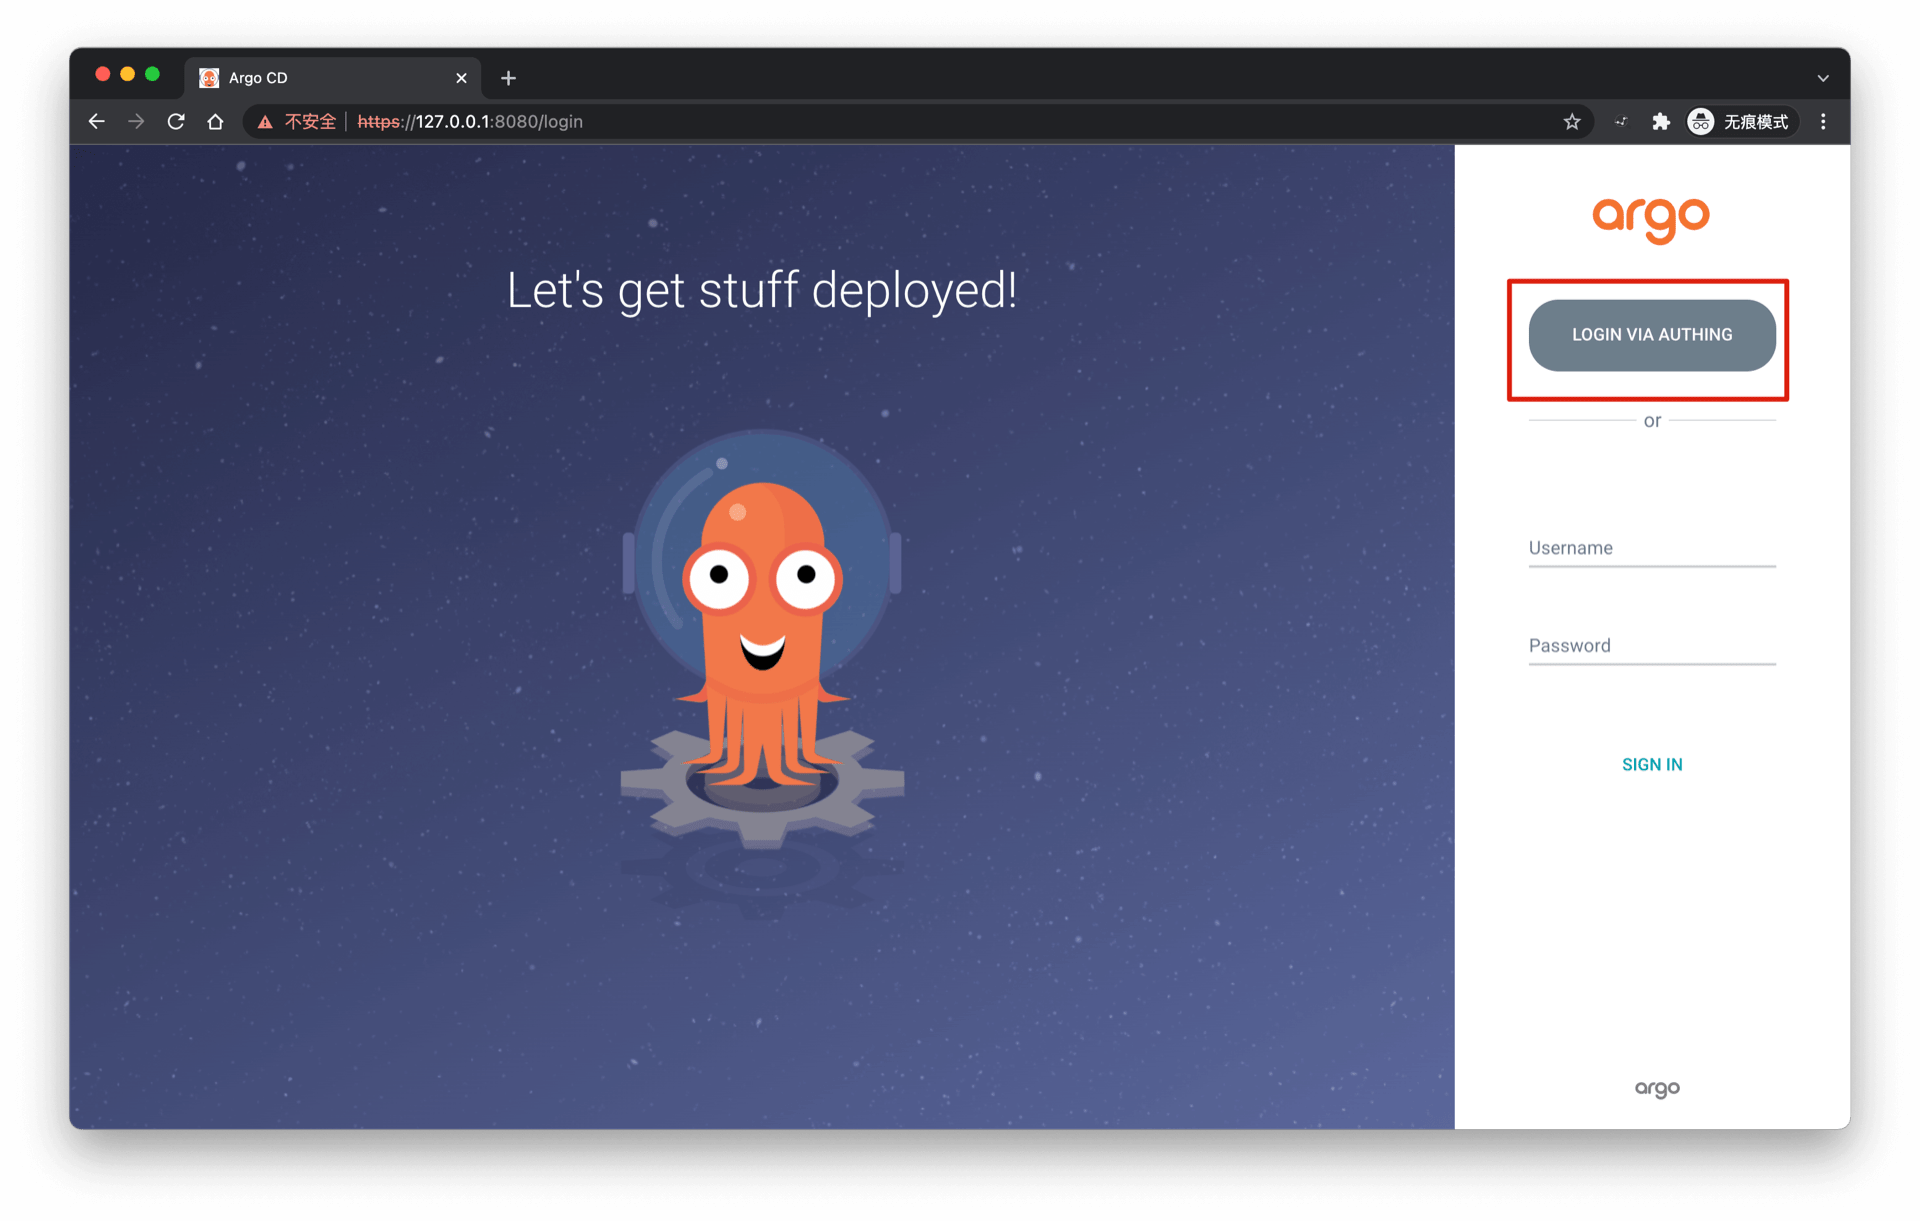 Argo CD
不安全 https://127.0.0.1:8080/login
无痕模式
Let's get stuff deployed!
argo
LOGIN VIA AUTHING
or
Username
Password
SIGN IN
argo